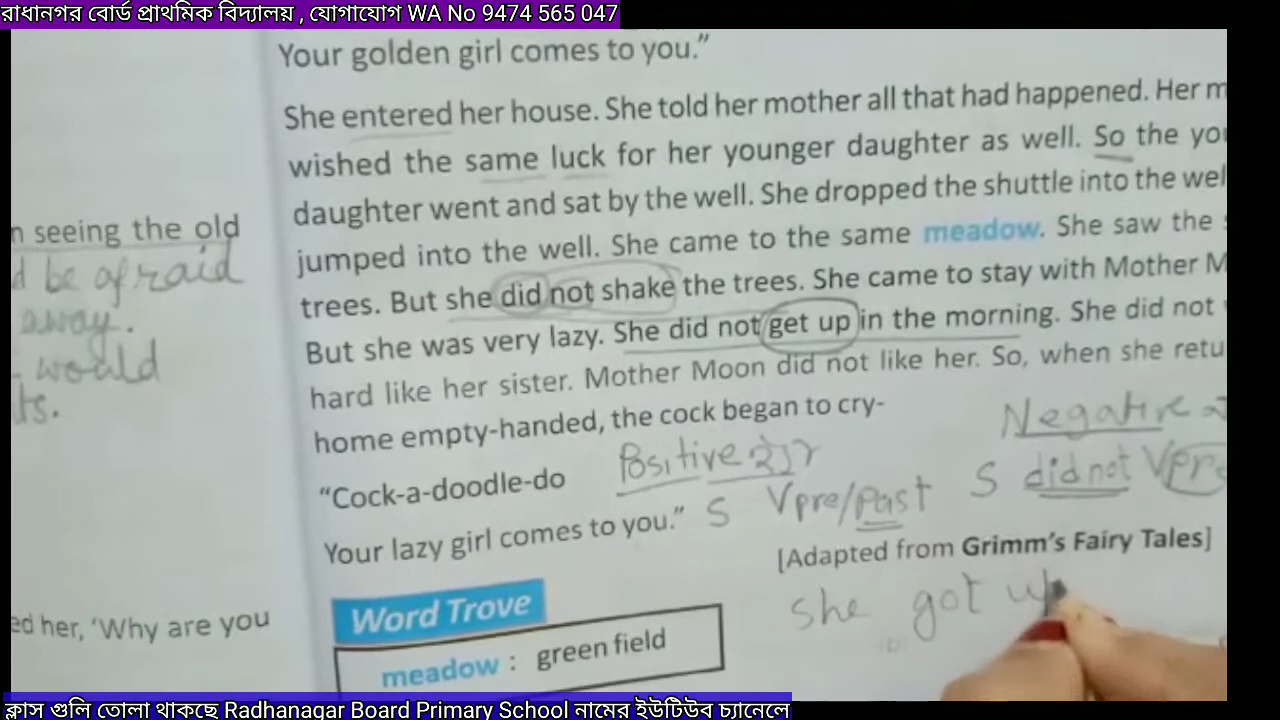 রাধানগর বোর্ড প্রাথমিক বিদ্যালয় , যোগাযোগ WA No 9474 565 047
Your golden girl comes to you.”
She entered her house. She told her mother all that had happened. Her
wished the same luck for her younger daughter as well. So the
daughter went and sat by the well. She dropped the shuttle into the
jumped into the well. She came to the same meadow. She saw the
trees. But she did not shake the trees. She came to stay with Mother
But she was very lazy. She did not get up in the morning. She did not
hard like her sister. Mother Moon did not like her. So, when she
home empty-handed, the cock began to cry-
“Cock-a-doodle-do
Your lazy girl comes to you.”
[Adapted from Grimm’s Fairy Tales]
Word Trove
meadow : green field
seeing the old
be afraid
away.
would
ed her, ‘Why are you
Positive
S Vpre/past
Negative
S did not
She got up
ক্লাস গুলি তোলা থাকছে Radhanagar Board Primary School নামের ইউটিউব চ্যানেলে